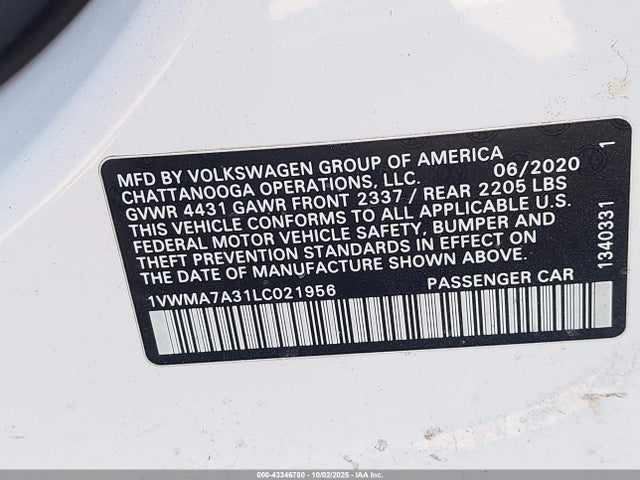 MFD BY VOLKSWAGEN GROUP OF AMERICA
CHATTANOOGA OPERATIONS, LLC. 06/2020
GVWR 4431 GAWR FRONT 2337 / REAR 2205 LBS
THIS VEHICLE CONFORMS TO ALL APPLICABLE U.S.
FEDERAL MOTOR VEHICLE SAFETY, BUMPER AND
THEFT PREVENTION STANDARDS IN EFFECT ON
THE DATE OF MANUFACTURE SHOWN ABOVE.
1VWMA7A31LC021956 PASSENGER CAR
1340331 1
000-43346780 - 10/02/2025 - IAA Inc.